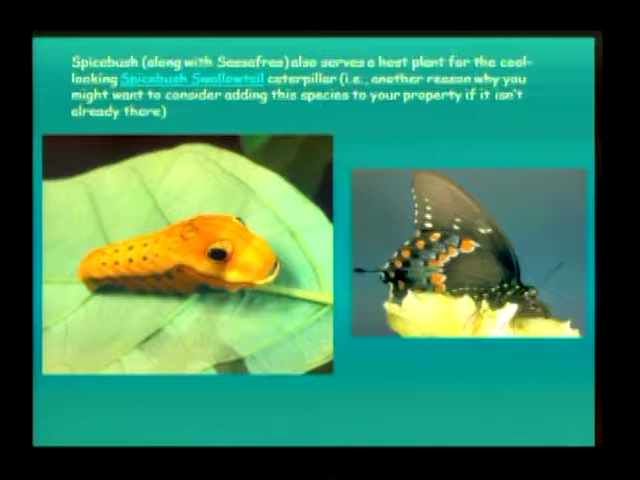 Spicebush (along with Sassafras) also serves a host plant for the cool-
looking Spicebush Swallowtail caterpillar (i.e., another reason why you
might want to consider adding this species to your property if it isn't
already there)